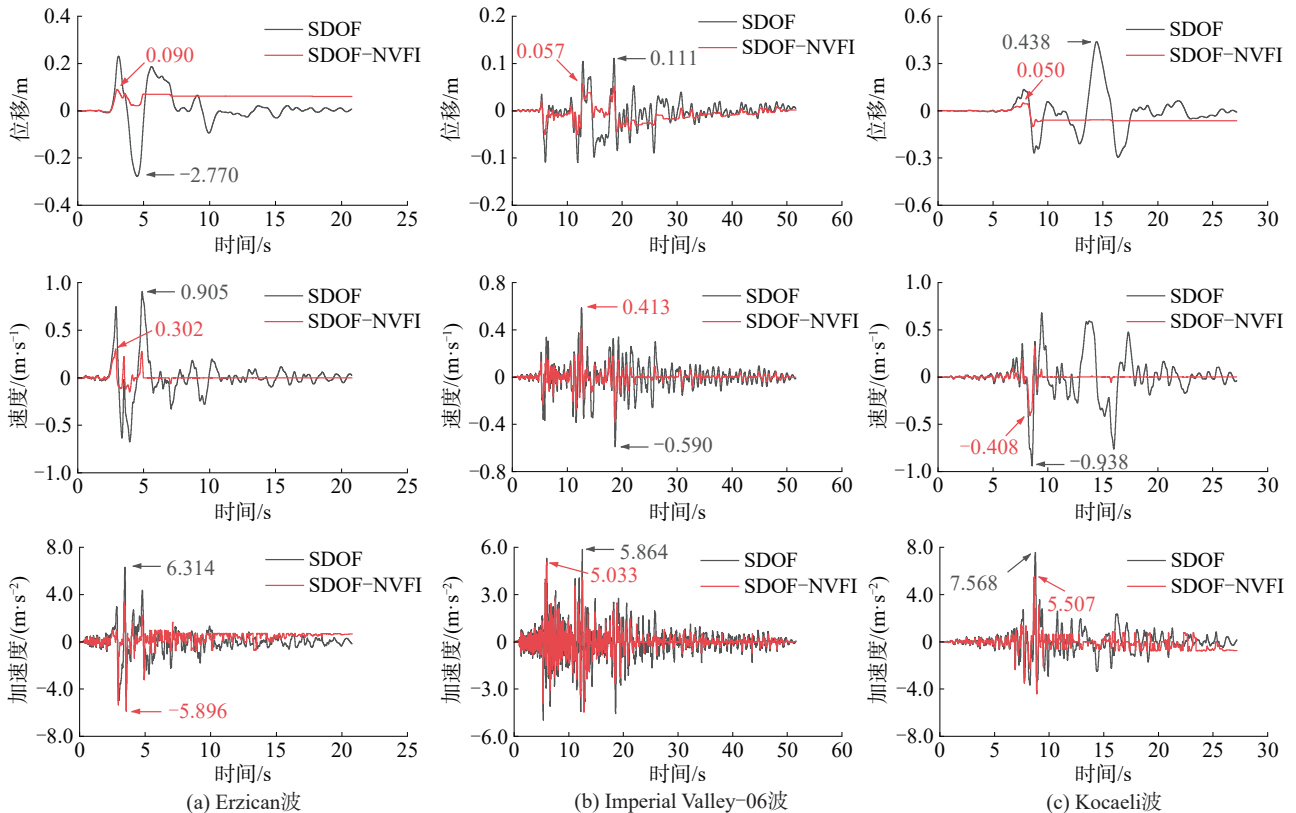 0.4
0.2
0
−0.2
−0.4
位移/m
0.090
−2.770
SDOF
SDOF−NVFI
0 5 10 15 20 25
时间/s
0.2
0.1
0
−0.1
0.2
位移/m
0.057
0.111
SDOF
SDOF−NVFI
0 10 20 30 40 50 60
时间/s
0.6
0.3
0
−0.3
−0.6
位移/m
0.438
0.050
SDOF
SDOF−NVFI
0 5 10 15 20 25 30
时间/s
1.0
0.5
0
−0.5
−1.0
速度/(m·s⁻¹)
0.905
0.302
SDOF
SDOF−NVFI
0 5 10 15 20 25
时间/s
0.8
0.4
0
−0.4
−0.8
速度/(m·s⁻¹)
0.413
−0.590
SDOF
SDOF−NVFI
0 10 20 30 40 50 60
时间/s
1.0
0.5
0
−0.5
−1.0
速度/(m·s⁻¹)
−0.408
−0.938
SDOF
SDOF−NVFI
0 5 10 15 20 25 30
时间/s
8.0
4.0
0
−4.0
−8.0
加速度/(m·s⁻²)
6.314
−5.896
SDOF
SDOF−NVFI
0 5 10 15 20 25
时间/s
(a) Erzican波
6.0
3.0
0
−3.0
−6.0
加速度/(m·s⁻²)
5.864
5.033
SDOF
SDOF−NVFI
0 10 20 30 40 50 60
时间/s
(b) Imperial Valley−06波
8.0
4.0
0
−4.0
−8.0
加速度/(m·s⁻²)
7.568
5.507
SDOF
SDOF−NVFI
0 5 10 15 20 25 30
时间/s
(c) Kocaeli波